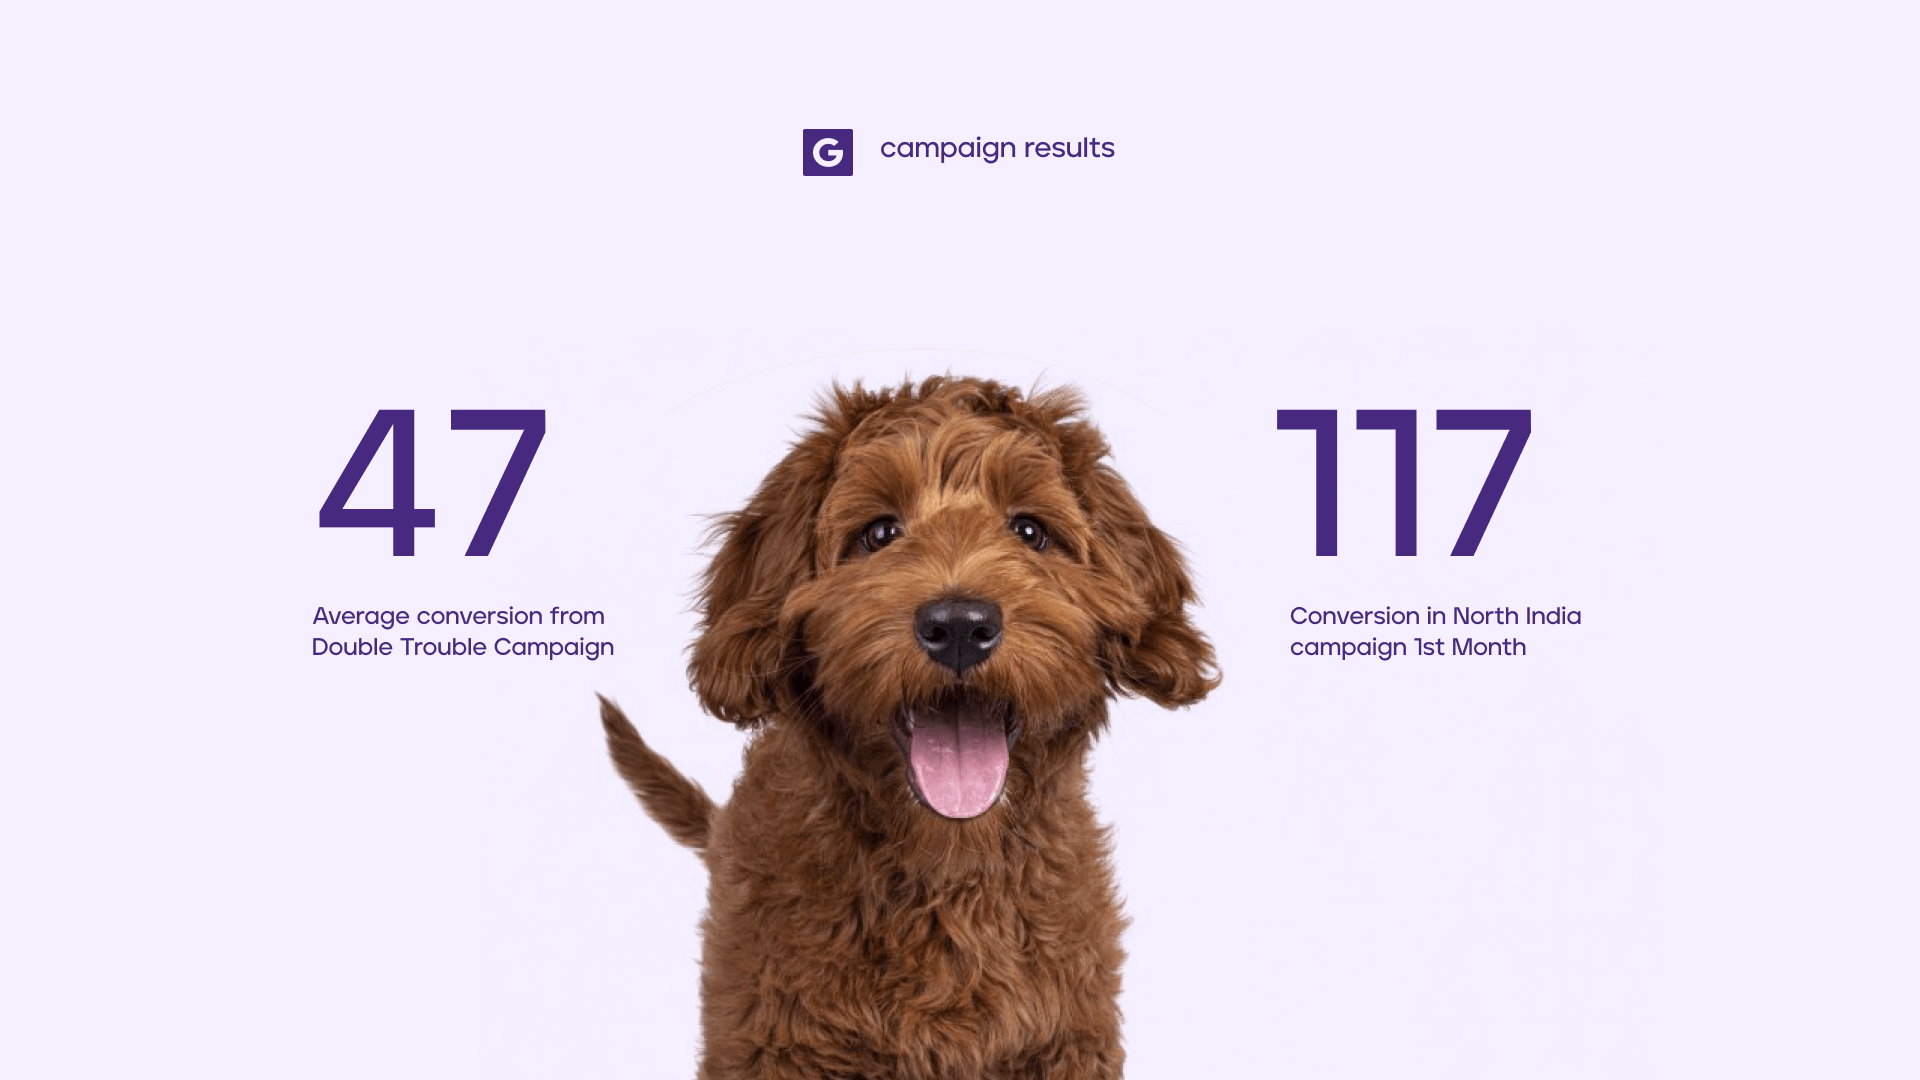 G campaign results
47
Average conversion from
Double Trouble Campaign
117
Conversion in North India
campaign 1st Month